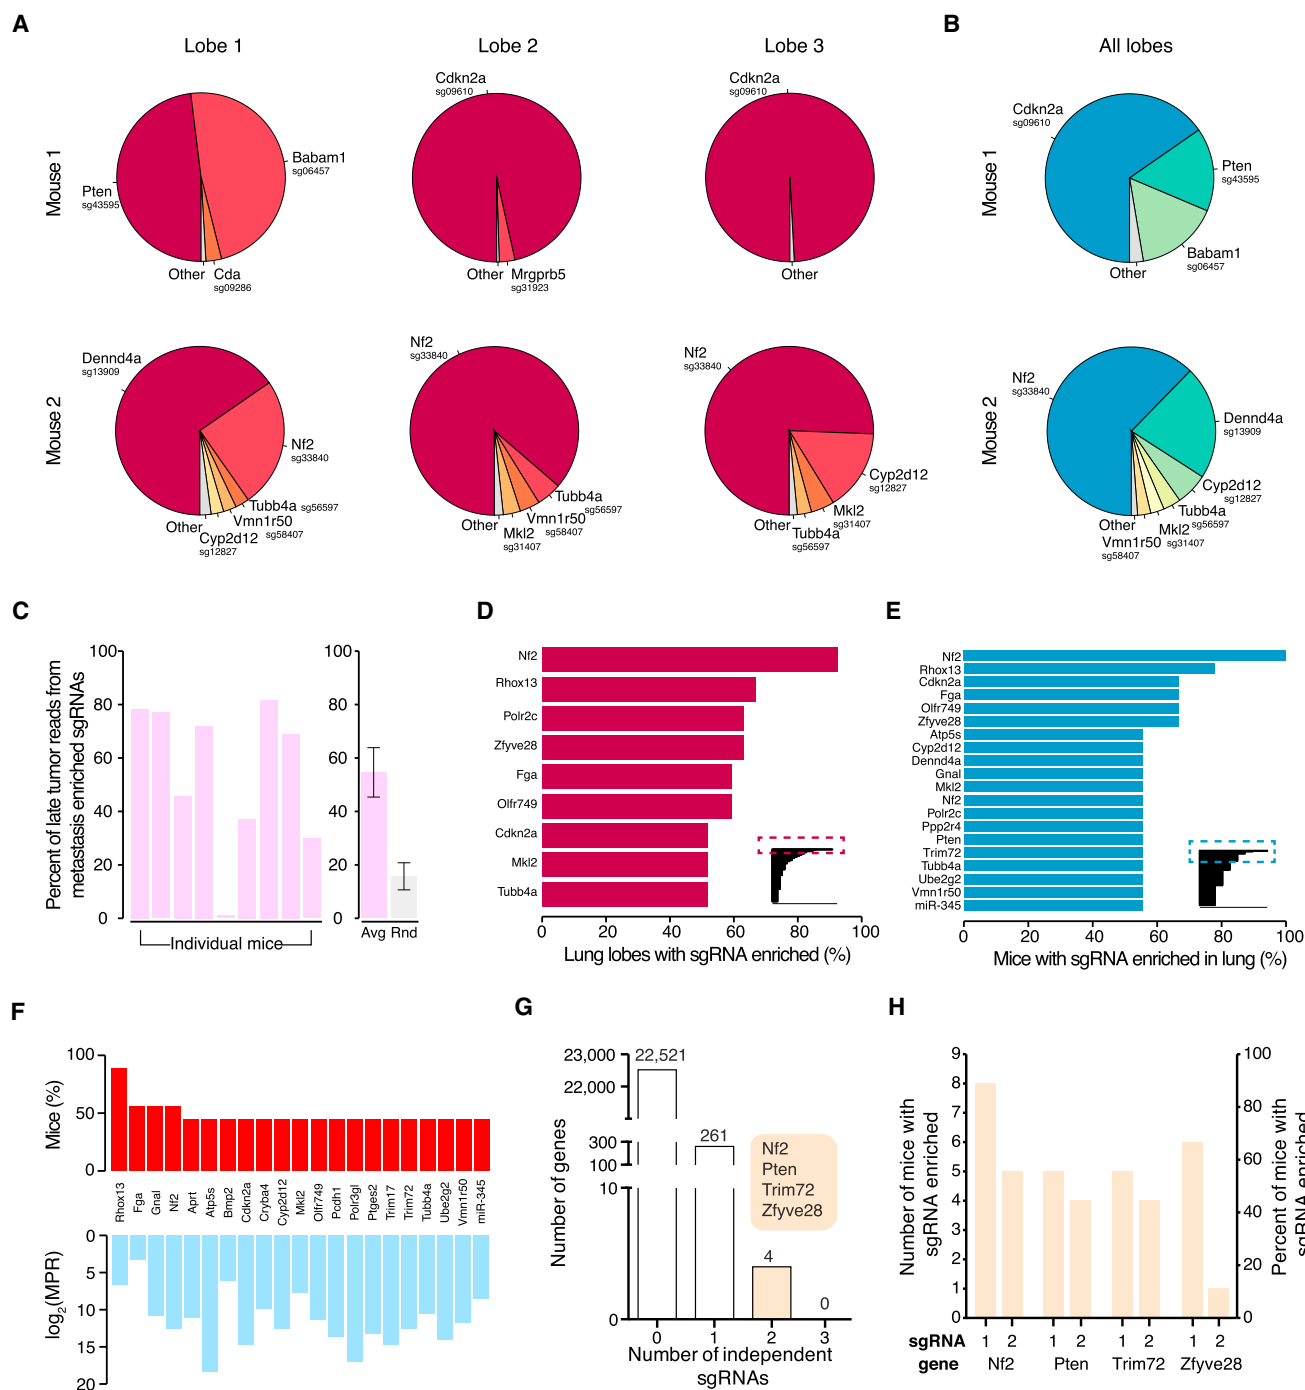 A
B
Lobe 1
Lobe 2
Lobe 3
All lobes
Mouse 1
Pten
sg43595
Babam1
sg06457
Other
Cda
sg09286
Cdkn2a
sg09610
Other
Mrgprb5
sg31923
Cdkn2a
sg09610
Other
Mouse 1
Cdkn2a
sg09610
Pten
sg43595
Babam1
sg06457
Other
Mouse 2
Dennd4a
sg13909
Nf2
sg33840
Tubb4a sg56597
Vmn1r50
sg58407
Other
Cyp2d12
sg12827
Nf2
sg33840
Tubb4a
sg56597
Vmn1r50
sg58407
Other
Mkl2
sg31407
Nf2
sg33840
Cyp2d12
sg12827
Mkl2
sg31407
Other
Tubb4a
sg56597
Mouse 2
Nf2
sg33840
Dennd4a
sg13909
Cyp2d12
sg12827
Tubb4a
sg56597
Mkl2
sg31407
Other
Vmn1r50
sg58407
C
Percent of late tumor reads from
metastasis enriched sgRNAs
100
80
60
40
20
0
Individual mice
100
80
60
40
20
0
Avg Rnd
D
Nf2
Rhox13
Polr2c
Zfyve28
Fga
Olfr749
Cdkn2a
Mkl2
Tubb4a
0 20 40 60 80 100
Lung lobes with sgRNA enriched (%)
E
Nf2
Rhox13
Cdkn2a
Fga
Olfr749
Zfyve28
Atp5s
Cyp2d12
Dennd4a
Gnal
Mkl2
Nf2
Polr2c
Ppp2r4
Pten
Trim72
Tubb4a
Ube2g2
Vmn1r50
miR-345
0 20 40 60 80 100
Mice with sgRNA enriched in lung (%)
F
Mice (%)
100
50
0
Rhox13
Fga
Gnal
Nf2
Aprt
Atp5s
Bmp2
Cdkn2a
Cryba4
Cyp2d12
Mkl2
Olfr749
Pcdh1
Polr3gl
Ptges2
Trim17
Trim72
Tubb4a
Ube2g2
Vmn1r50
miR-345
log2(MPR)
0
5
10
15
20
G
Number of genes
23,000
22,000
300
100
10
0
22,521
261
4
0
Nf2
Pten
Trim72
Zfyve28
0 1 2 3
Number of independent
sgRNAs
H
Number of mice with
sgRNA enriched
9
8
7
6
5
4
3
2
1
0
100
80
60
40
20
0
Percent of mice with
sgRNA enriched
sgRNA 1 2 1 2 1 2 1 2
gene Nf2 Pten Trim72 Zfyve28